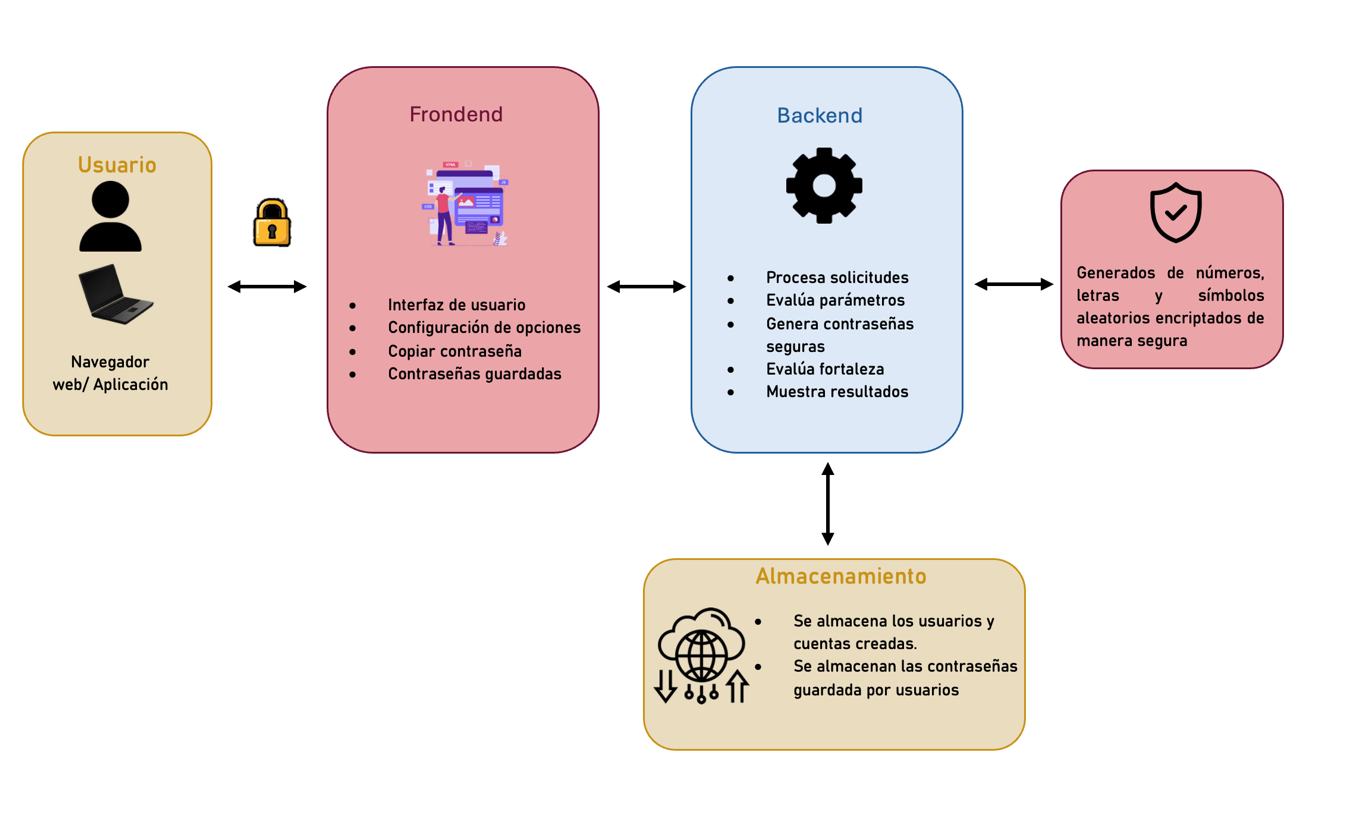 Usuario
Navegador
web/ Aplicación
Frondend
• Interfaz de usuario
• Configuración de opciones
• Copiar contraseña
• Contraseñas guardadas
Backend
• Procesa solicitudes
• Evalúa parámetros
• Genera contraseñas
seguras
• Evalúa fortaleza
• Muestra resultados
Generados de números,
letras y símbolos
aleatorios encriptados de
manera segura
Almacenamiento
• Se almacena los usuarios y
cuentas creadas.
• Se almacenan las contraseñas
guardada por usuarios